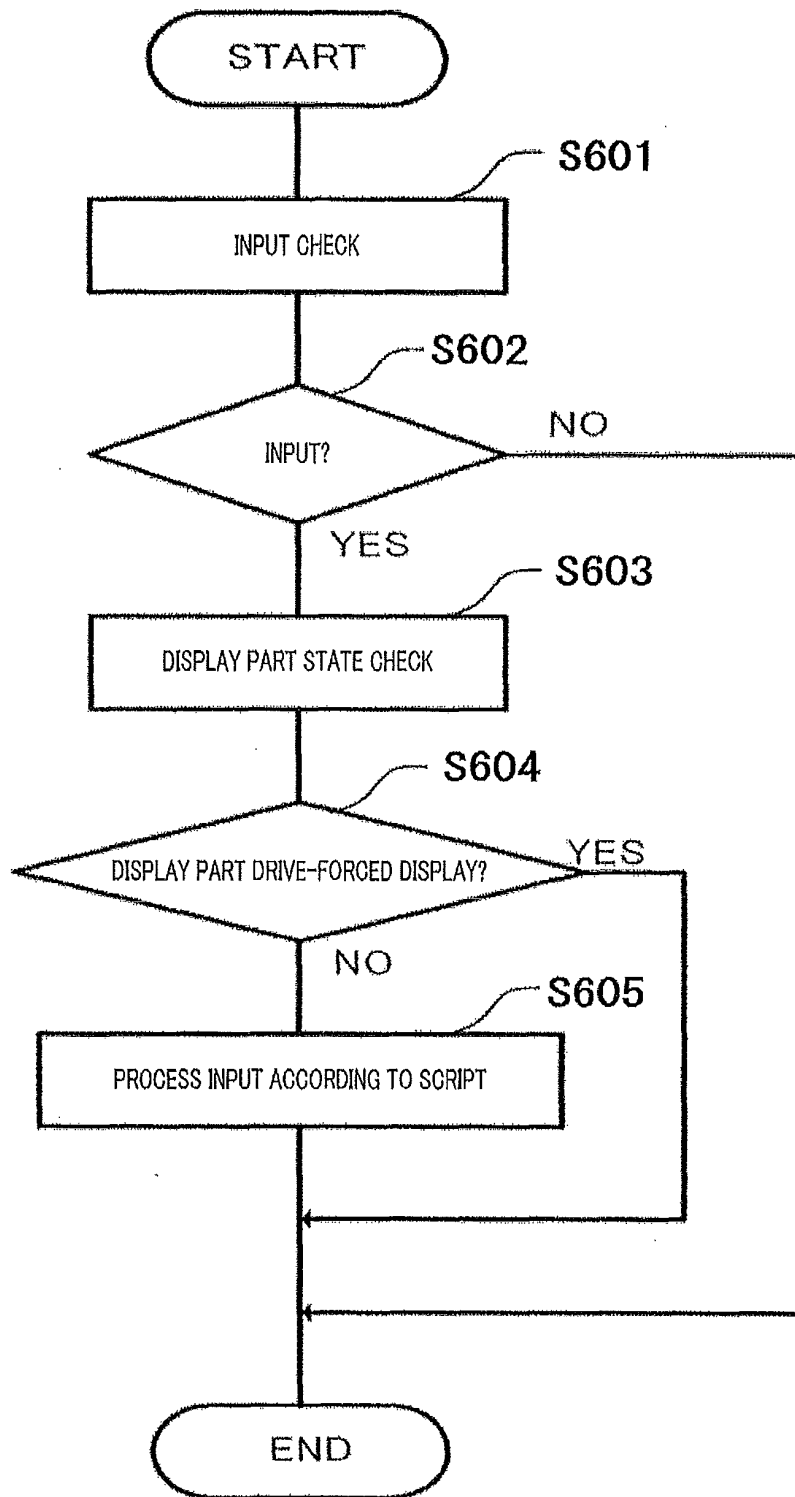 START
S601
INPUT CHECK
S602
INPUT?
NO
YES
S603
DISPLAY PART STATE CHECK
S604
DISPLAY PART DRIVE-FORCED DISPLAY?
YES
NO
S605
PROCESS INPUT ACCORDING TO SCRIPT
END